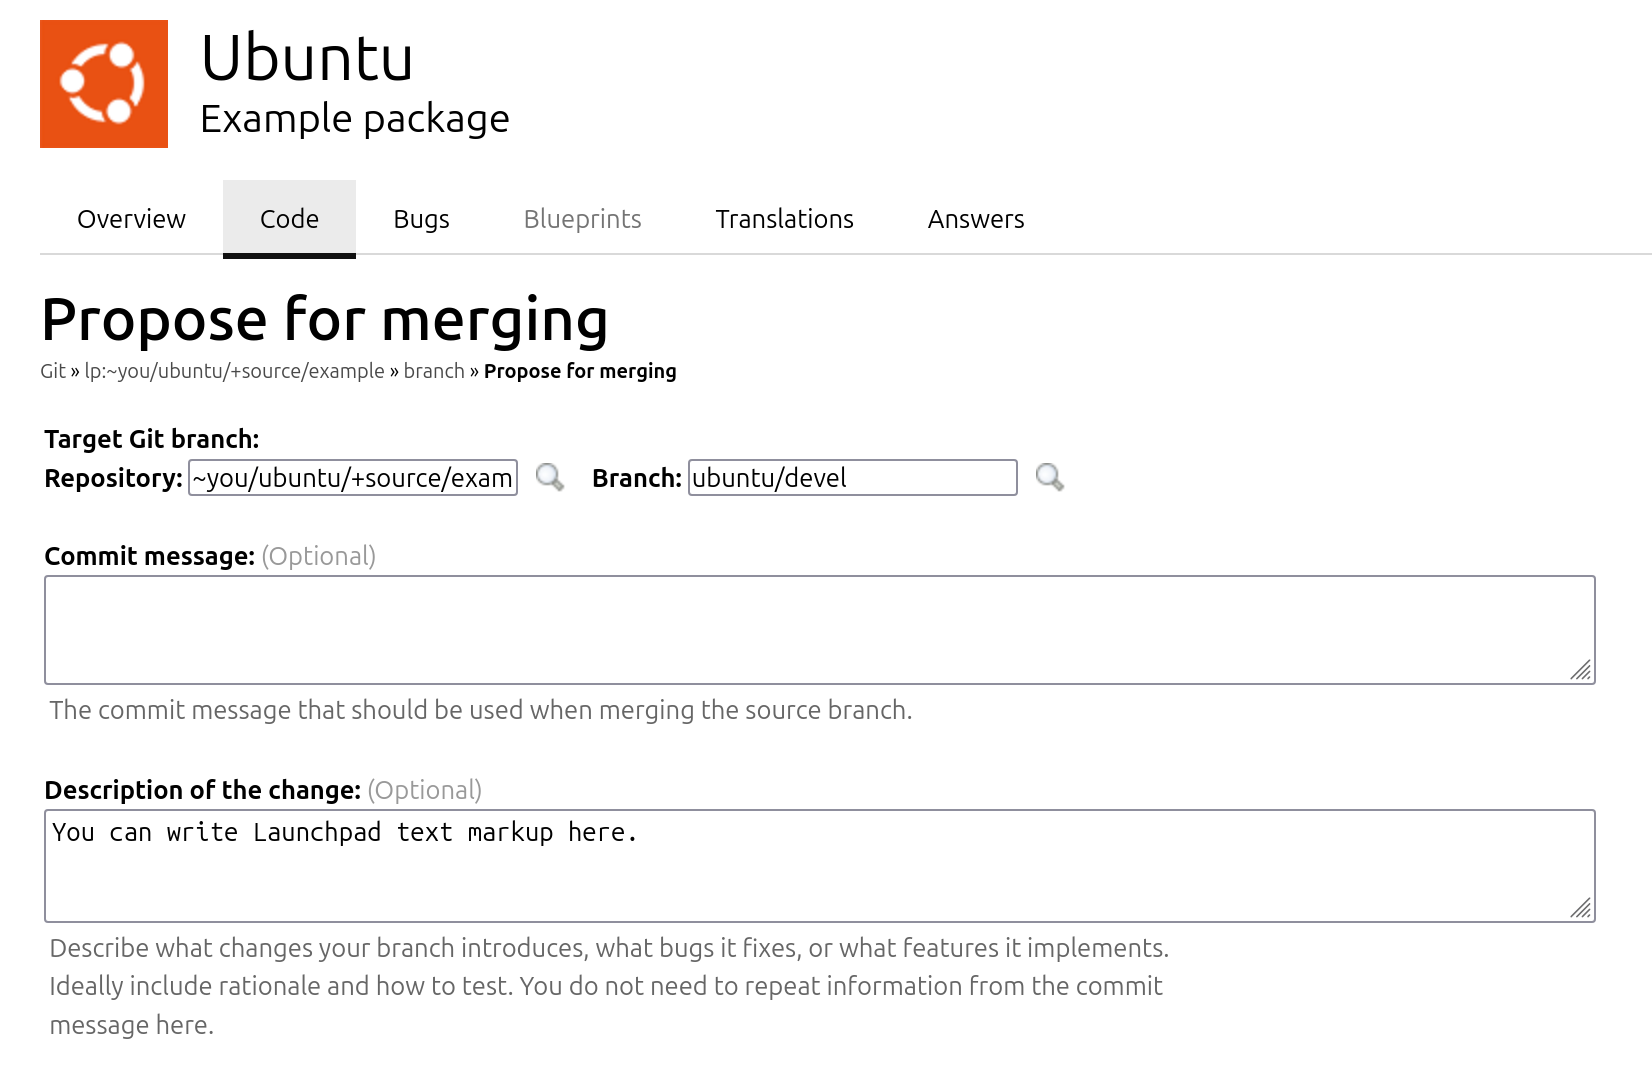 Ubuntu
Example package
Overview Code Bugs Blueprints Translations Answers
Propose for merging
Git » lp:~you/ubuntu/+source/example » branch » Propose for merging
Target Git branch:
Repository: ~you/ubuntu/+source/exam Branch: ubuntu/devel
Commit message: (Optional)
The commit message that should be used when merging the source branch.
Description of the change: (Optional)
You can write Launchpad text markup here.
Describe what changes your branch introduces, what bugs it fixes, or what features it implements.
Ideally include rationale and how to test. You do not need to repeat information from the commit
message here.